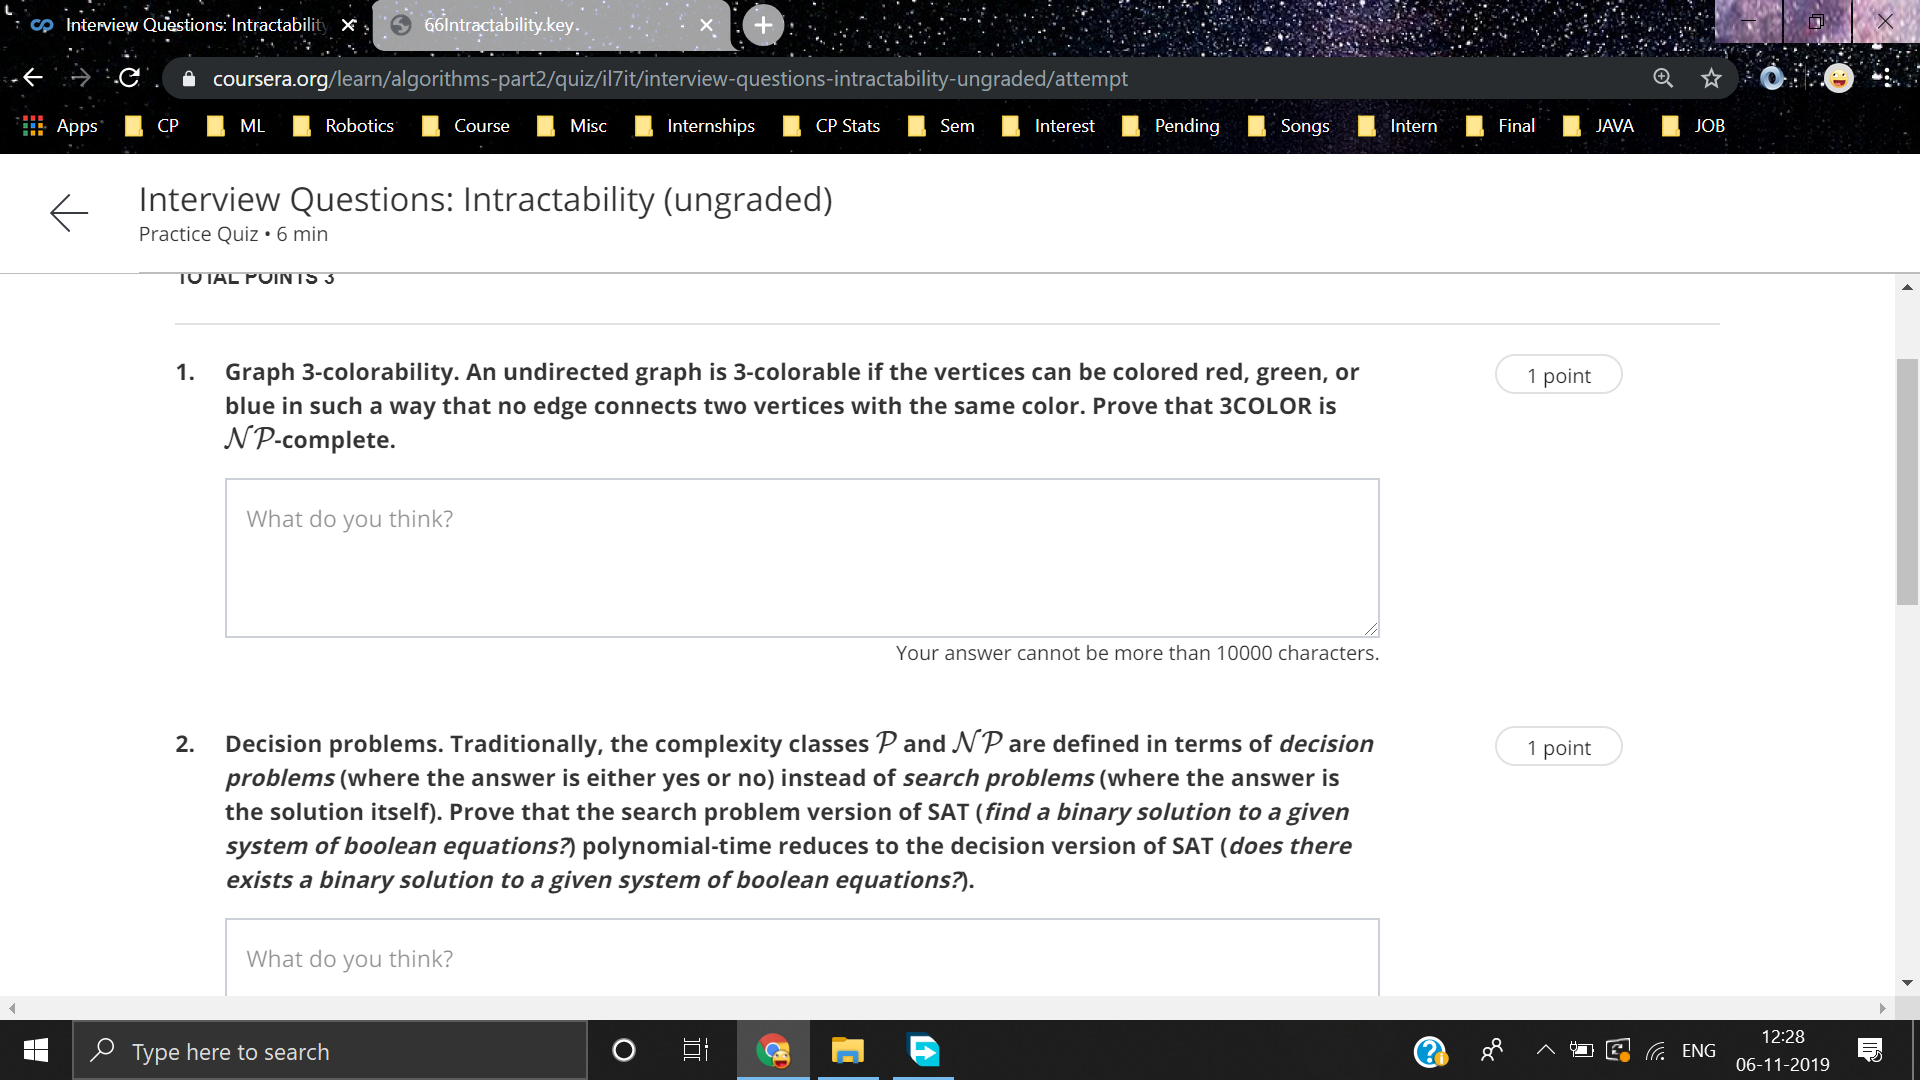 Interview Questions: Intractability
66Intractability.key
coursera.org/learn/algorithms-part2/quiz/il7it/interview-questions-intractability-ungraded/attempt
Apps CP ML Robotics Course Misc Internships CP Stats Sem Interest Pending Songs Intern Final JAVA JOB
Interview Questions: Intractability (ungraded)
Practice Quiz • 6 min
TOTAL POINTS 3
1. Graph 3-colorability. An undirected graph is 3-colorable if the vertices can be colored red, green, or
1 point
blue in such a way that no edge connects two vertices with the same color. Prove that 3COLOR is
𝒩𝒫-complete.
What do you think?
Your answer cannot be more than 10000 characters.
2. Decision problems. Traditionally, the complexity classes 𝒫 and 𝒩𝒫 are defined in terms of decision
1 point
problems (where the answer is either yes or no) instead of search problems (where the answer is
the solution itself). Prove that the search problem version of SAT (find a binary solution to a given
system of boolean equations?) polynomial-time reduces to the decision version of SAT (does there
exists a binary solution to a given system of boolean equations?).
What do you think?
Type here to search
ENG
12:28
06-11-2019